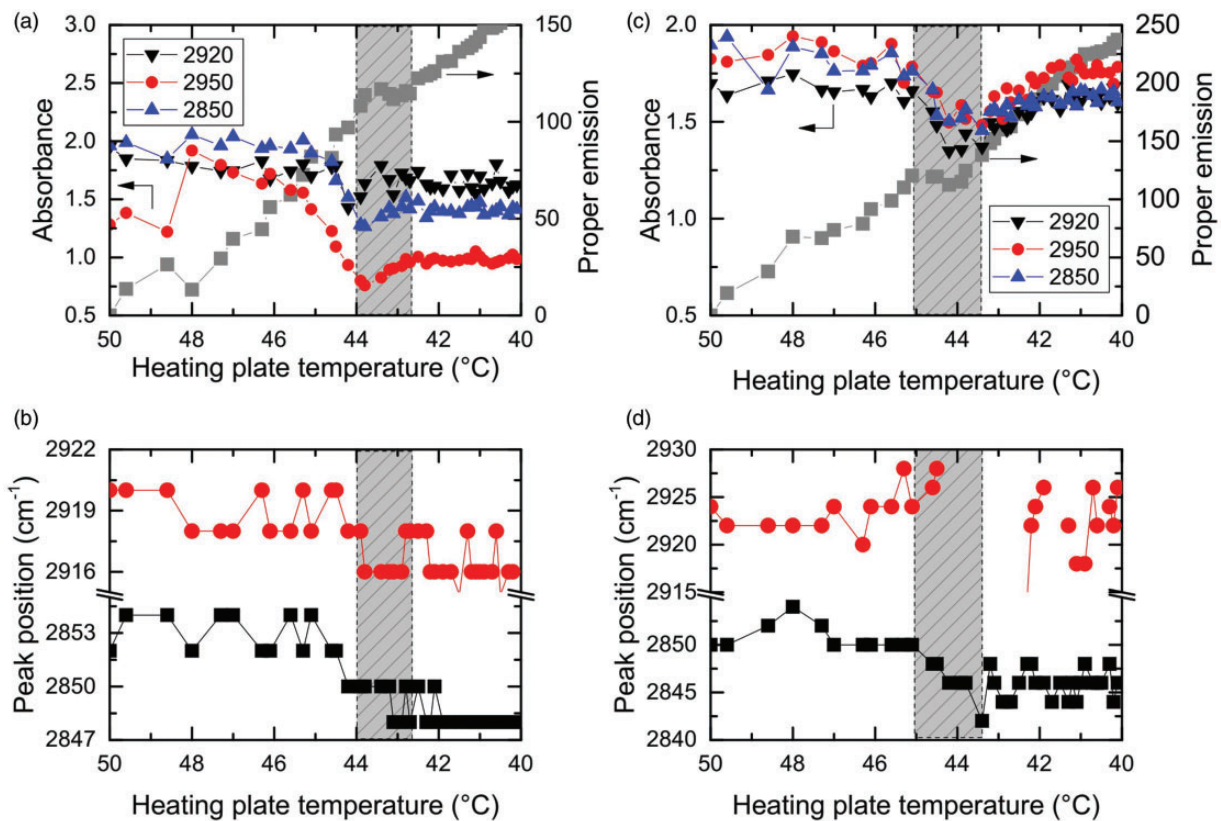 (a)
3.0
2.5
2.0
1.5
1.0
0.5
Absorbance
2920
2950
2850
150
100
50
0
Proper emission
50 48 46 44 42 40
Heating plate temperature (°C)
(c)
2.0
1.5
1.0
0.5
Absorbance
2920
2950
2850
250
200
150
100
50
0
Proper emission
50 48 46 44 42 40
Heating plate temperature (°C)
(b)
2922
2919
2916
2853
2850
2847
Peak position (cm-1)
50 48 46 44 42 40
Heating plate temperature (°C)
(d)
2930
2925
2920
2915
2850
2845
2840
Peak position (cm-1)
50 48 46 44 42 40
Heating plate temperature (°C)